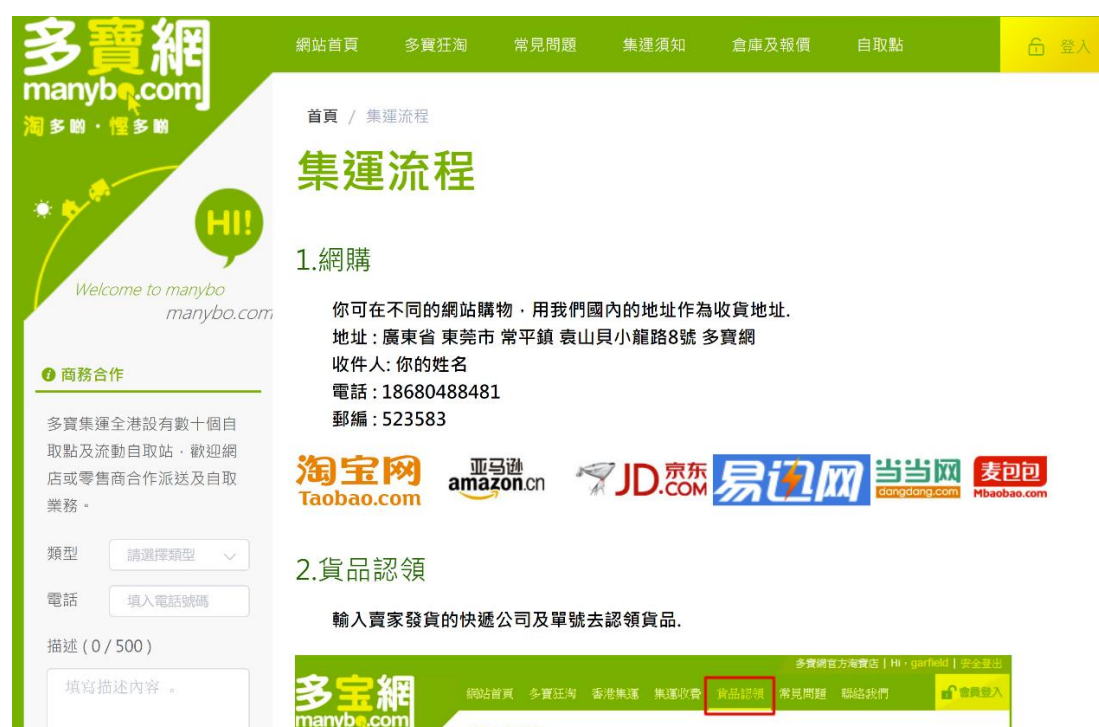 多寶網
manybo.com
淘多啲·慳多啲
網站首頁 多寶狂淘 常見問題 集運須知 倉庫及報價 自取點 登入
首頁 / 集運流程
集運流程
HI!
Welcome to manybo
manybo.com
商務合作
多寶集運全港設有數十個自
取點及流動自取站，歡迎網
店或零售商合作派送及自取
業務。
類型 請選擇類型
電話 填入電話號碼
描述 ( 0 / 500 )
填寫描述內容 。
1.網購
你可在不同的網站購物，用我們國內的地址作為收貨地址.
地址 : 廣東省 東莞市 常平鎮 袁山貝小龍路8號 多寶網
收件人: 你的姓名
電話 : 18680488481
郵編 : 523583
淘宝网
Taobao.com
亚马逊
amazon.cn
JD.京东
.COM
易迅网
当当网
dangdang.com
麦包包
Mbaobao.com
2.貨品認領
輸入賣家發貨的快遞公司及單號去認領貨品.
多寶網官方淘寶店 | Hi，garfield | 安全登出
多宝網
manybo.com
網站首頁 多寶狂淘 香港集運 集運收費 貨品認領 常見問題 聯絡我們 會員登入